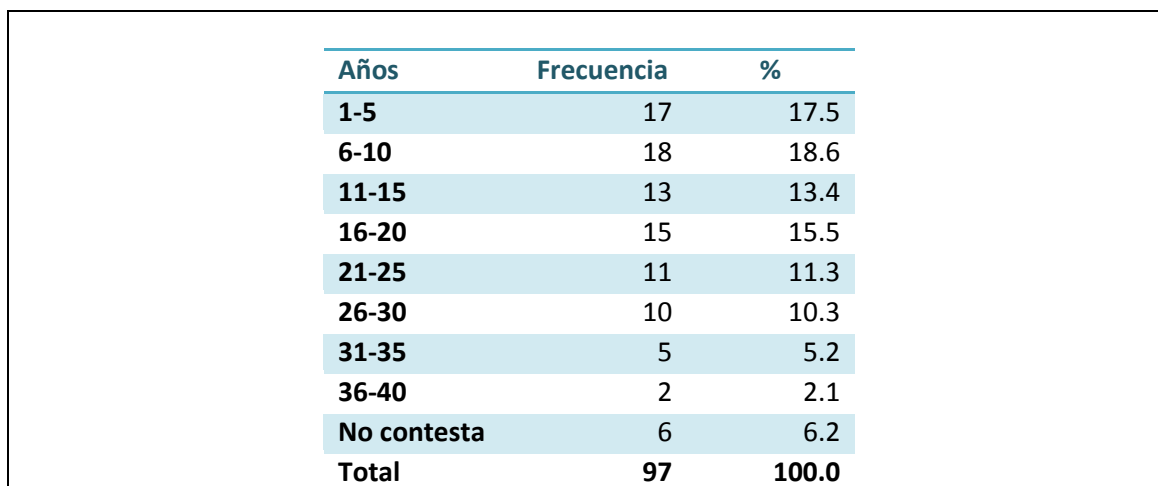 Años Frecuencia %
1-5 17 17.5
6-10 18 18.6
11-15 13 13.4
16-20 15 15.5
21-25 11 11.3
26-30 10 10.3
31-35 5 5.2
36-40 2 2.1
No contesta 6 6.2
Total 97 100.0